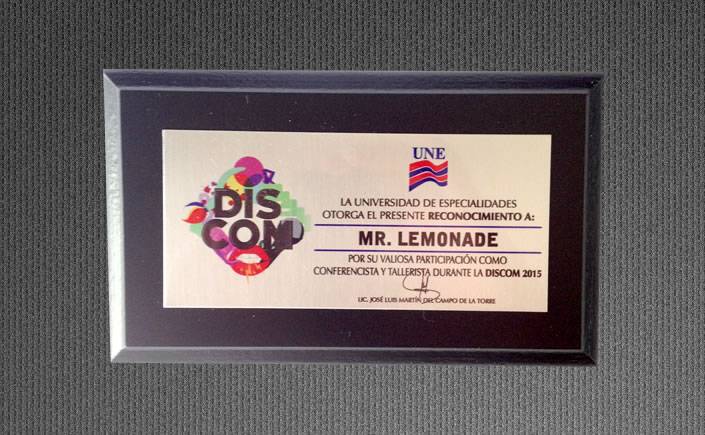 DIS
COM
UNE
LA UNIVERSIDAD DE ESPECIALIDADES
OTORGA EL PRESENTE RECONOCIMIENTO A:
MR. LEMONADE
POR SU VALIOSA PARTICIPACIÓN COMO
CONFERENCISTA Y TALLERISTA DURANTE LA DISCOM 2015
LIC. JOSÉ LUIS MARTÍN DEL CAMPO DE LA TORRE